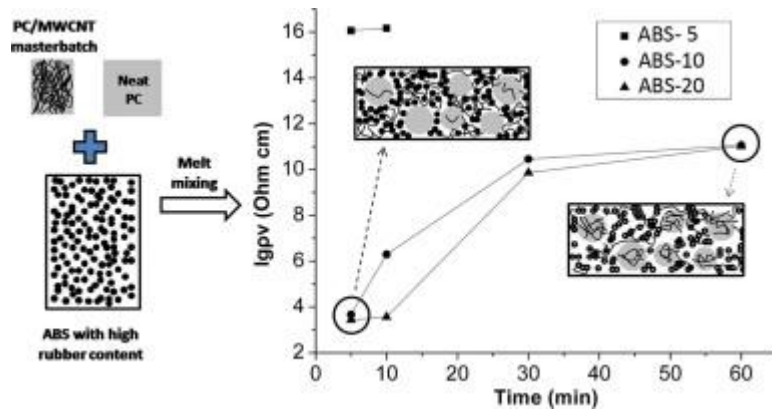 PC/MWCNT
masterbatch
Neat
PC
Melt
mixing
ABS with high
rubber content
lgρv (Ohm cm)
16
14
12
10
8
6
4
2
ABS- 5
ABS-10
ABS-20
0
10
20
30
40
50
60
Time (min)